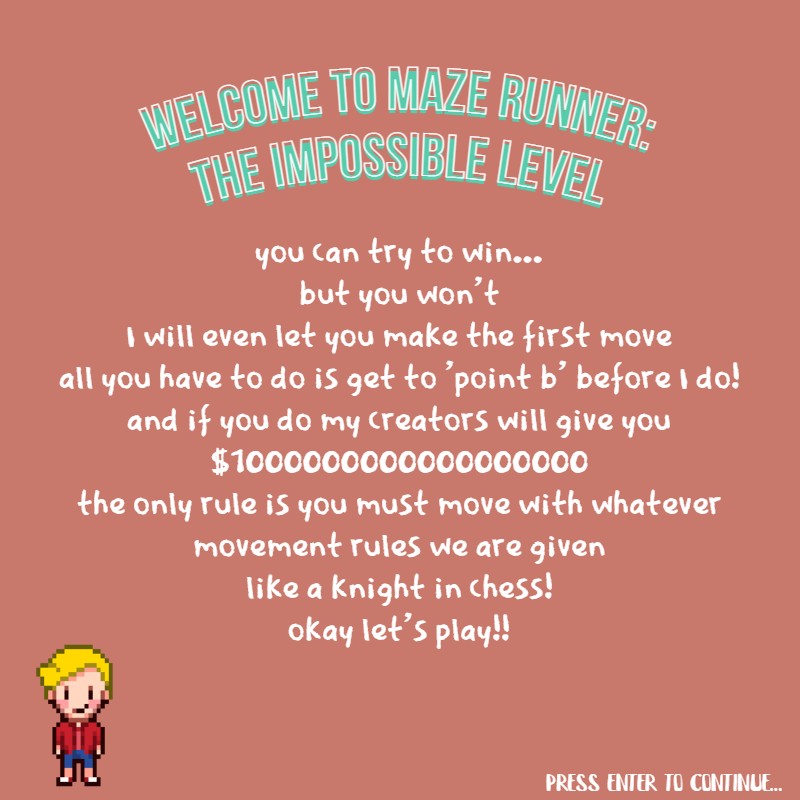 WELCOME TO MAZE RUNNER:
THE IMPOSSIBLE LEVEL
you can try to win...
but you won't
I will even let you make the first move
all you have to do is get to 'point b' before I do!
and if you do my creators will give you
$1000000000000000000
the only rule is you must move with whatever
movement rules we are given
like a knight in chess!
okay let's play!!
PRESS ENTER TO CONTINUE...